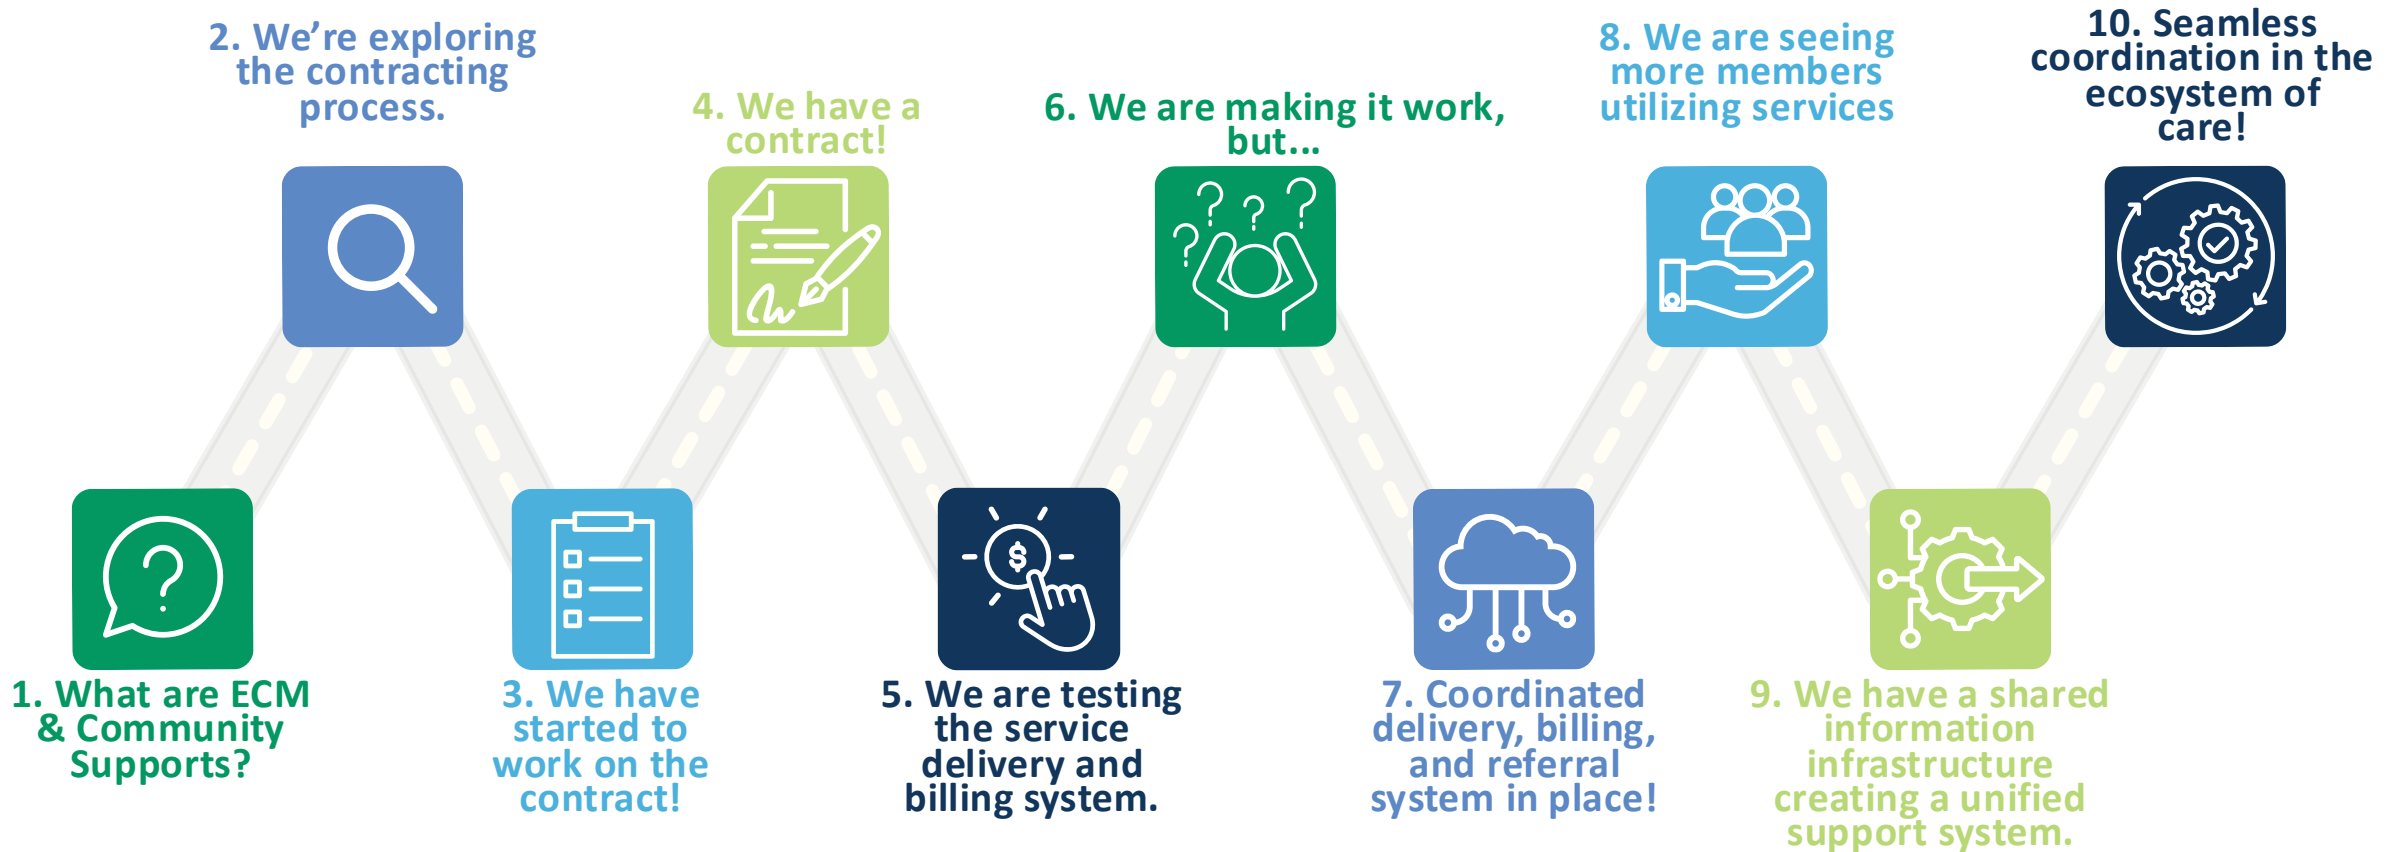 1. What are ECM
& Community
Supports?
2. We’re exploring
the contracting
process.
3. We have
started to
work on the
contract!
4. We have a
contract!
5. We are testing
the service
delivery and
billing system.
6. We are making it work,
but...
7. Coordinated
delivery, billing,
and referral
system in place!
8. We are seeing
more members
utilizing services
9. We have a shared
information
infrastructure
creating a unified
support system.
10. Seamless
coordination in the
ecosystem of
care!